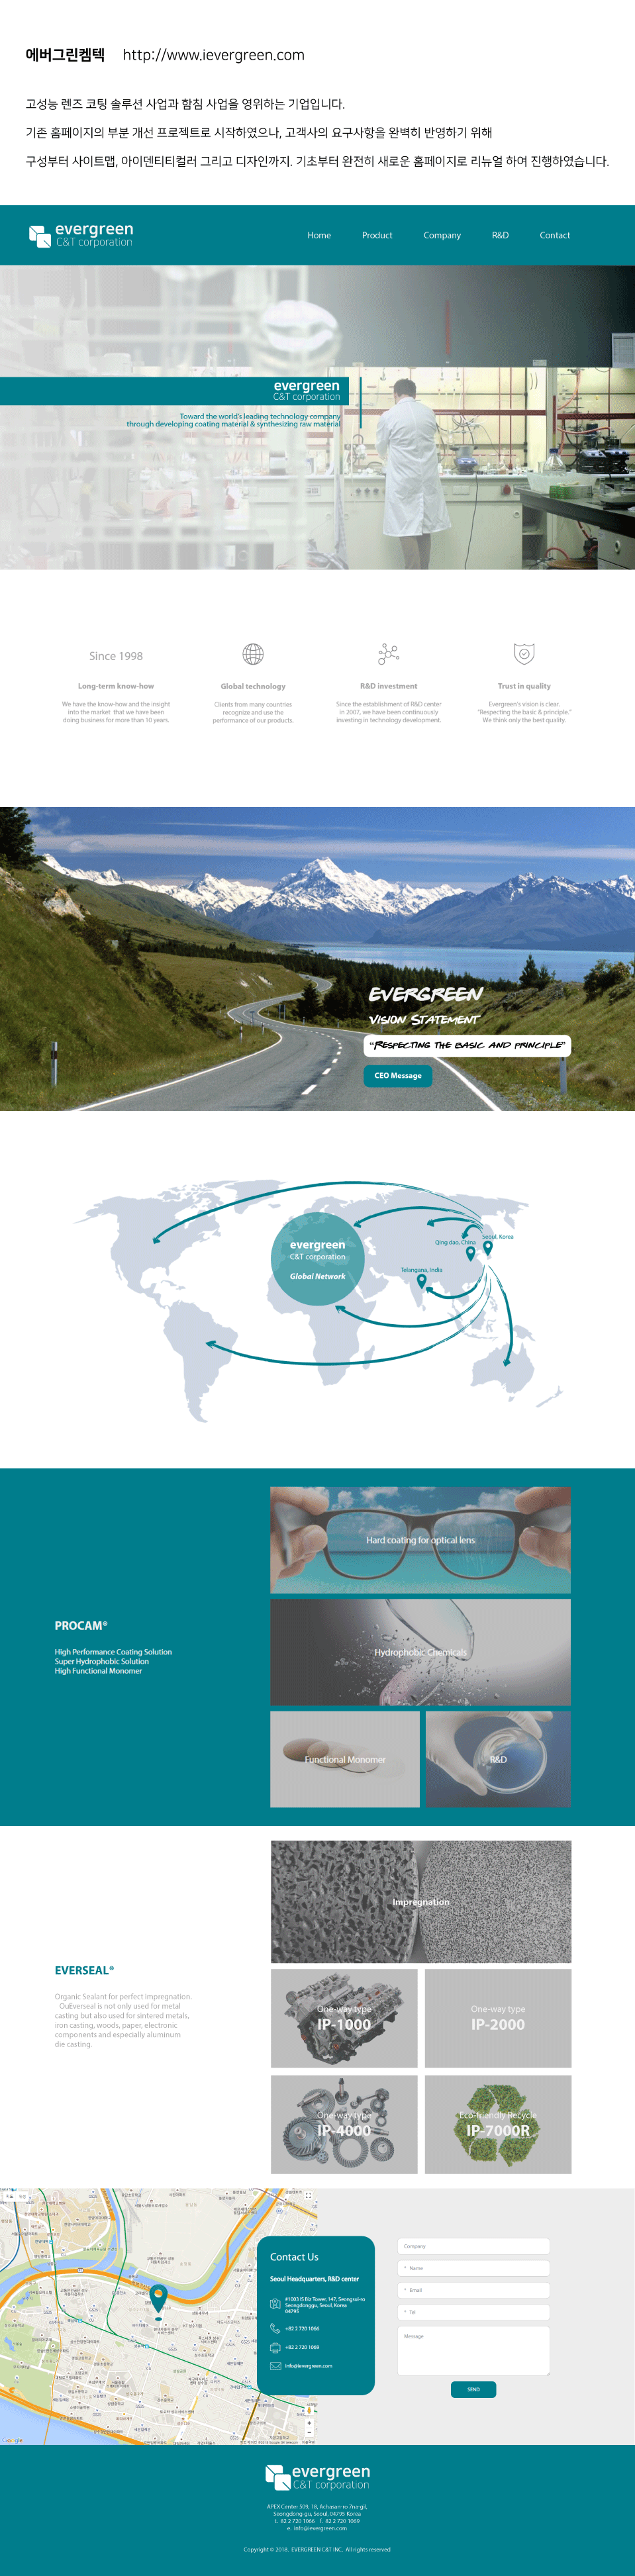 에버그린켐텍 http://www.ievergreen.com
고성능 렌즈 코팅 솔루션 사업과 함침 사업을 영위하는 기업입니다.
기존 홈페이지의 부분 개선 프로젝트로 시작하였으나, 고객사의 요구사항을 완벽히 반영하기 위해
구성부터 사이트맵, 아이덴티티컬러 그리고 디자인까지. 기초부터 완전히 새로운 홈페이지로 리뉴얼 하여 진행하였습니다.
evergreen
C&T corporation
Home Product Company R&D Contact
evergreen
C&T corporation
Toward the world's leading technology-company
through developing coating material & synthesizing raw material
Since 1998
Long-term know-how
We have the know-how and the insight
into the market that we have been
doing business for more than 10 years.
Global technology
Clients from many countries
recognize and use the
performance of our products.
R&D investment
Since the establishment of R&D center
in 2007, we have been continuously
investing in technology development.
Trust in quality
Evergreen's vision is clear.
"Respecting the basic & principle."
We think only the best quality.
EVERGREEN
VISION STATEMENT
"RESPECTING THE BASIC AND PRINCIPLE"
CEO Message
evergreen
C&T corporation
Global Network
Seoul, Korea
Qing dao, China
Telangana, India
PROCAM®
High Performance Coating Solution
Super Hydrophobic Solution
High Functional Monomer
Hard coating for optical lens
Hydrophobic Chemicals
Functional Monomer
R&D
EVERSEAL®
Organic Sealant for perfect impregnation.
OurEverseal is not only used for metal
casting but also used for sintered metals,
iron casting, woods, paper, electronic
components and especially aluminum
die casting.
Impregnation
One-way type
IP-1000
One-way type
IP-2000
One-way type
IP-4000
Eco-friendly Recycle
IP-7000R
Google
Contact Us
Seoul Headquarters, R&D center
#1003 IS Biz Tower, 147, Seongsui-ro
Seongdonggu, Seoul, Korea
04795
+82 2 720 1066
+82 2 720 1069
info@ievergreen.com
Company
* Name
* Email
* Tel
Message
SEND
evergreen
C&T corporation
APEX Center 509, 18, Achasan-ro 7na-gil,
Seongdong-gu, Seoul, 04795 Korea
t. 82 2 720 1066 f. 82 2 720 1069
e. info@ievergreen.com
Copyright © 2018. EVERGREEN C&T INC. All rights reserved